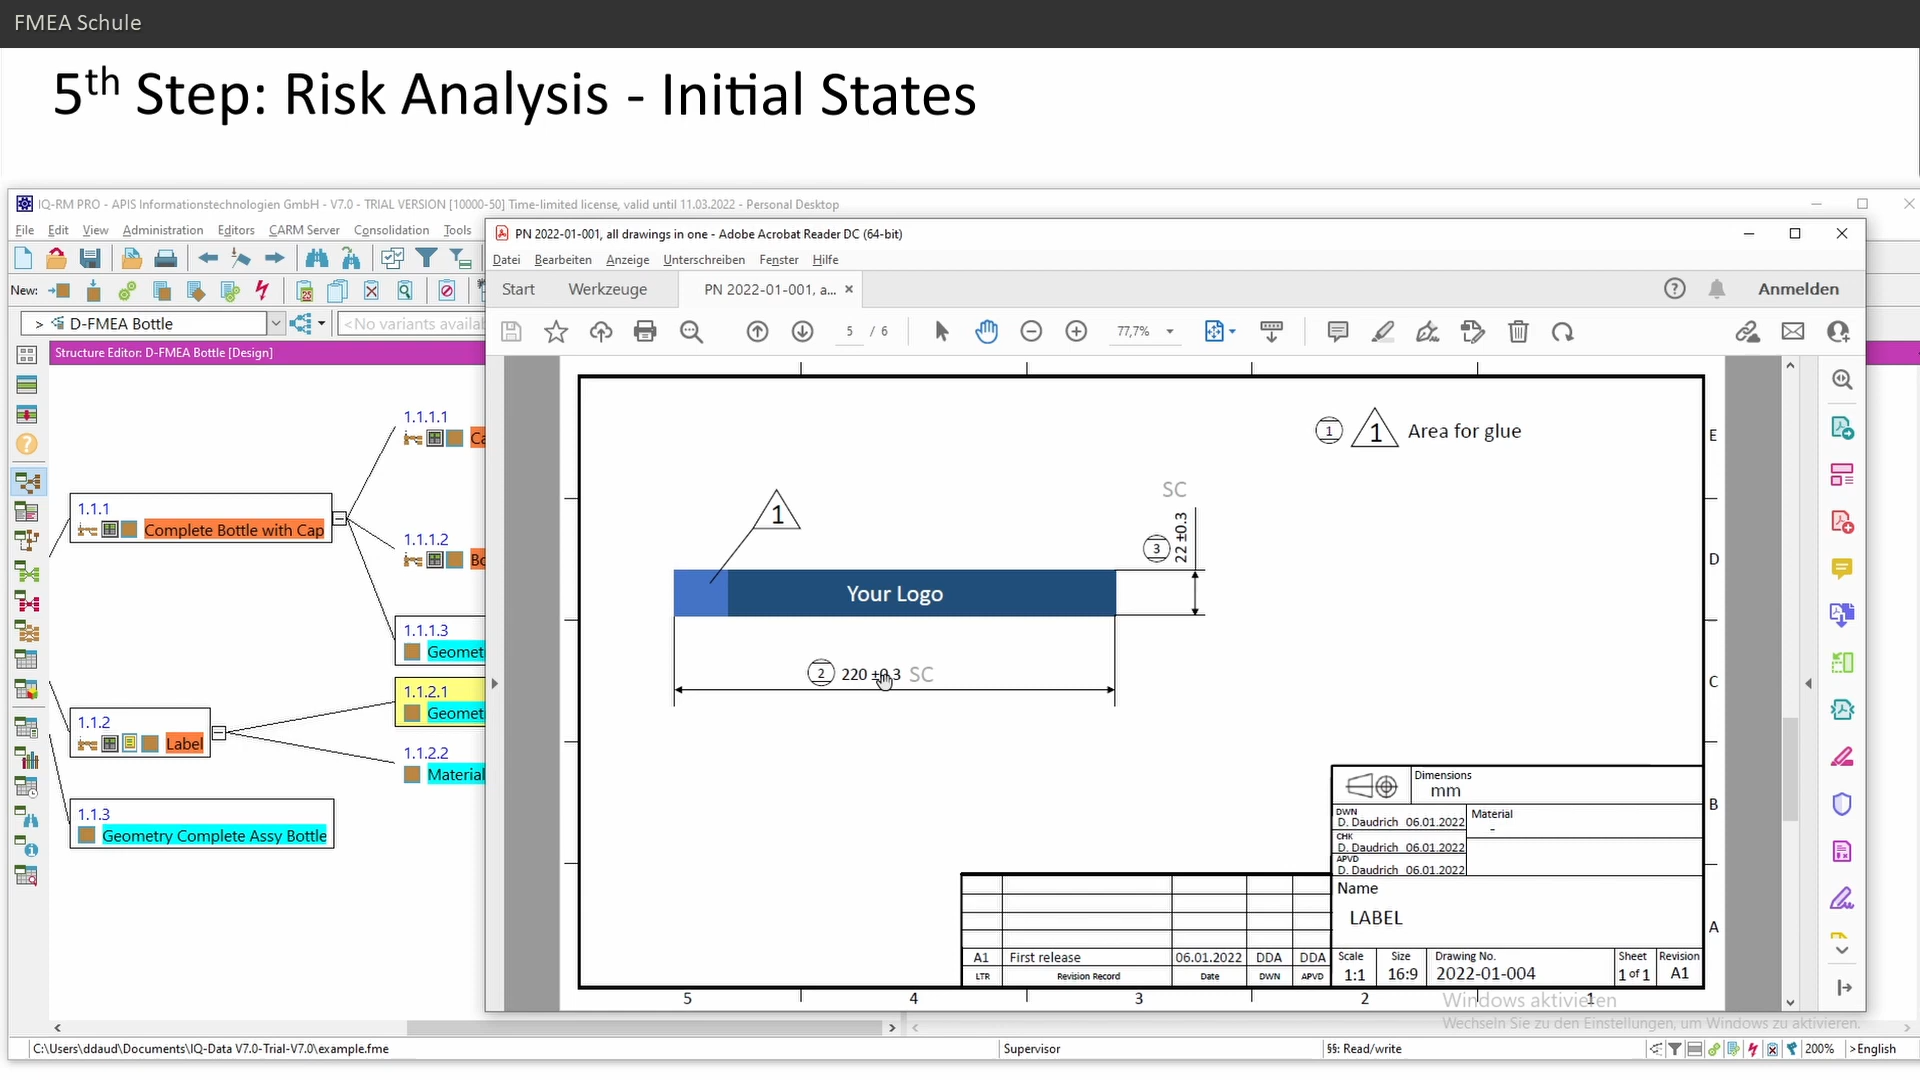 FMEA Schule
5th Step: Risk Analysis - Initial States
IQ-RM PRO - APIS Informationstechnologien GmbH - V7.0 - TRIAL VERSION [10000-50] Time-limited license, valid until 11.03.2022 - Personal Desktop
File Edit View Administration Editors CARM Server Consolidation Tools
New:
> D-FMEA Bottle
<No variants availab
Structure Editor: D-FMEA Bottle [Design]
1.1.1
Complete Bottle with Cap
1.1.2
Label
1.1.3
Geometry Complete Assy Bottle
1.1.1.1
Ca
1.1.1.2
Bo
1.1.1.3
Geomet
1.1.2.1
Geomet
1.1.2.2
Material
PN 2022-01-001, all drawings in one - Adobe Acrobat Reader DC (64-bit)
Datei Bearbeiten Anzeige Unterschreiben Fenster Hilfe
Start Werkzeuge PN 2022-01-001, a... Anmelden
5 / 6 77,7%
1 1 Area for glue
SC
1
3 22 ±0.3
Your Logo
2 220 ±0.3 SC
E
D
C
B
A
Dimensions
mm
DWN
D. Daudrich 06.01.2022
Material
-
CHK
D. Daudrich 06.01.2022
APVD
D. Daudrich 06.01.2022
Name
LABEL
A1 First release 06.01.2022 DDA DDA
LTR Revision Record Date DWN APVD
Scale Size Drawing No. Sheet Revision
1:1 16:9 2022-01-004 1 of 1 A1
5 4 3 2 1
Windows aktivieren
Wechseln Sie zu den Einstellungen, um Windows zu aktivieren.
C:\Users\ddaud\Documents\IQ-Data V7.0-Trial-V7.0\example.fme Supervisor §§: Read/write 200% >English